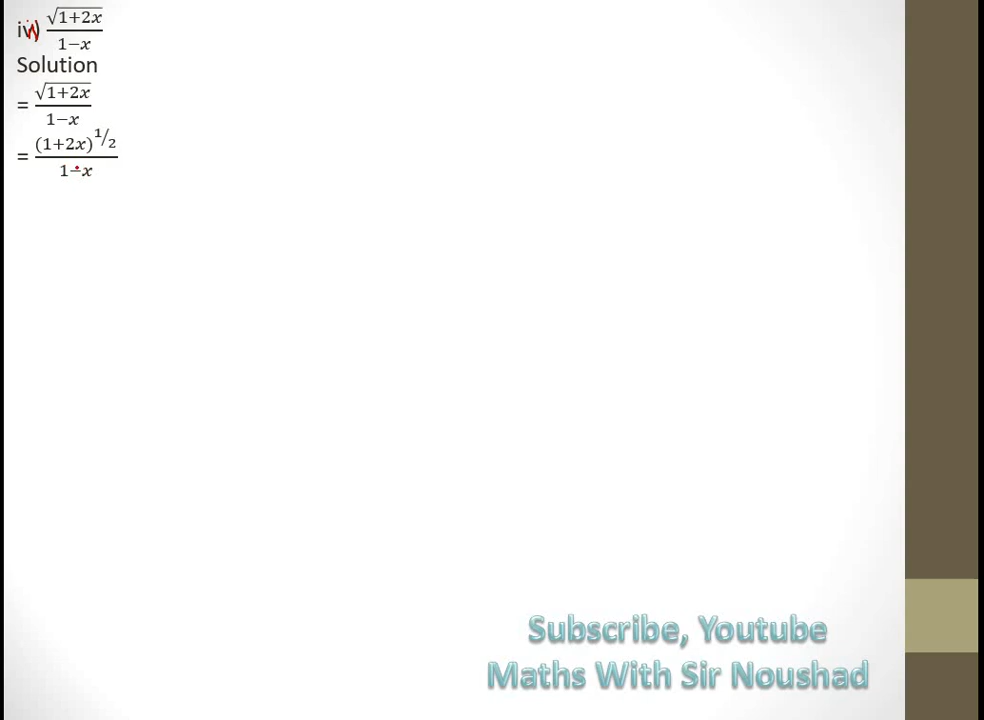 iv) √(1+2x) / (1−x)
Solution
= √(1+2x) / (1−x)
= (1+2x)^(1/2) / (1−x)
Subscribe, Youtube
Maths With Sir Noushad